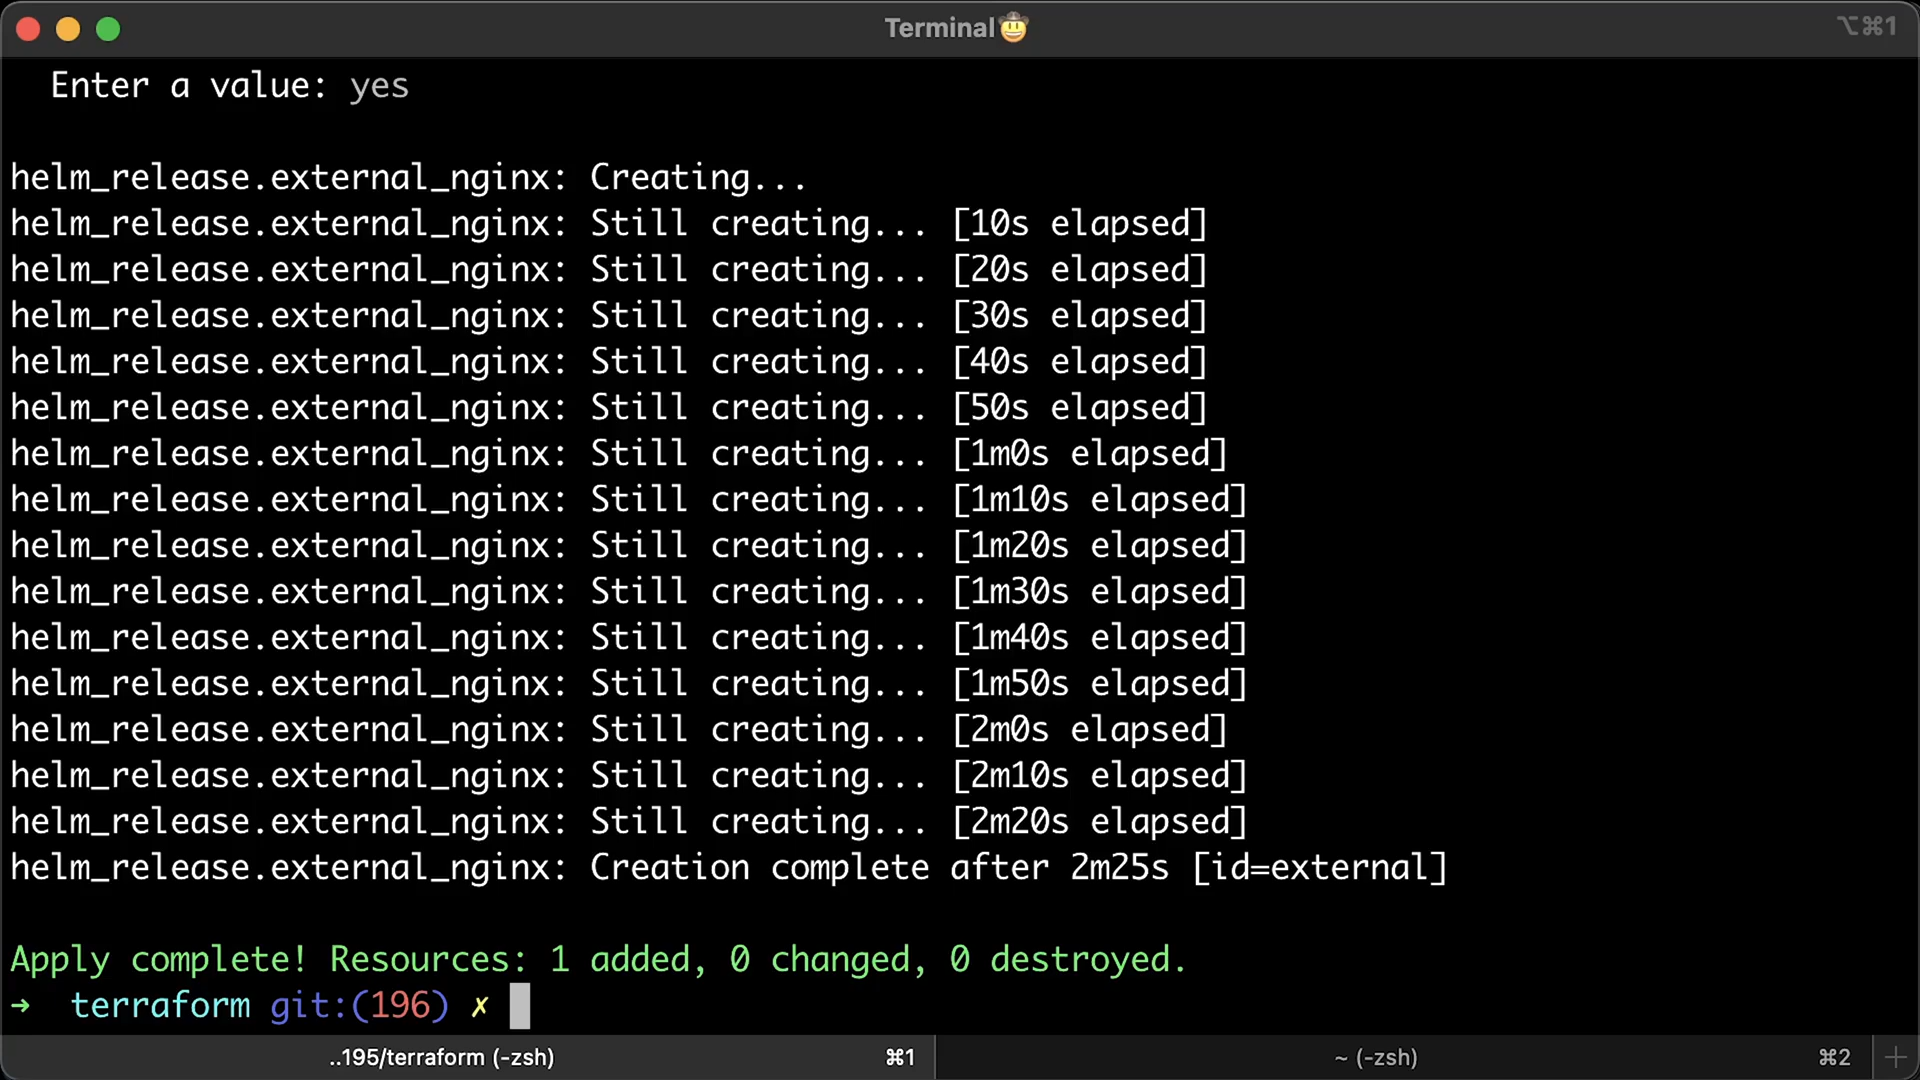 Terminal🤠
⌥⌘1
Enter a value: yes
helm_release.external_nginx: Creating...
helm_release.external_nginx: Still creating... [10s elapsed]
helm_release.external_nginx: Still creating... [20s elapsed]
helm_release.external_nginx: Still creating... [30s elapsed]
helm_release.external_nginx: Still creating... [40s elapsed]
helm_release.external_nginx: Still creating... [50s elapsed]
helm_release.external_nginx: Still creating... [1m0s elapsed]
helm_release.external_nginx: Still creating... [1m10s elapsed]
helm_release.external_nginx: Still creating... [1m20s elapsed]
helm_release.external_nginx: Still creating... [1m30s elapsed]
helm_release.external_nginx: Still creating... [1m40s elapsed]
helm_release.external_nginx: Still creating... [1m50s elapsed]
helm_release.external_nginx: Still creating... [2m0s elapsed]
helm_release.external_nginx: Still creating... [2m10s elapsed]
helm_release.external_nginx: Still creating... [2m20s elapsed]
helm_release.external_nginx: Creation complete after 2m25s [id=external]
Apply complete! Resources: 1 added, 0 changed, 0 destroyed.
→ terraform git:(196) ✗
..195/terraform (-zsh) ⌘1
~ (-zsh) ⌘2 +